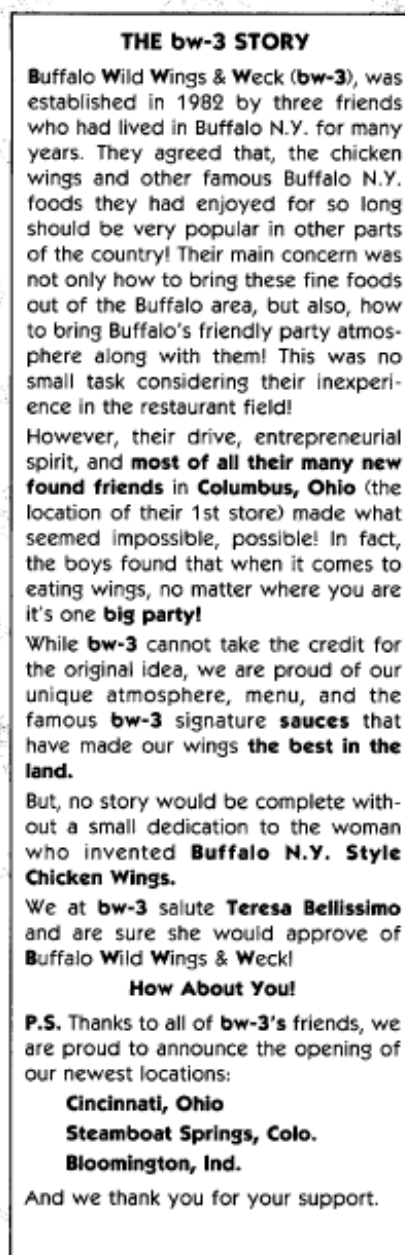 THE bw-3 STORY
Buffalo Wild Wings & Weck (bw-3), was
established in 1982 by three friends
who had lived in Buffalo N.Y. for many
years. They agreed that, the chicken
wings and other famous Buffalo N.Y.
foods they had enjoyed for so long
should be very popular in other parts
of the country! Their main concern was
not only how to bring these fine foods
out of the Buffalo area, but also, how
to bring Buffalo's friendly party atmos-
phere along with them! This was no
small task considering their inexperi-
ence in the restaurant field!
However, their drive, entrepreneurial
spirit, and most of all their many new
found friends in Columbus, Ohio (the
location of their 1st store) made what
seemed impossible, possible! In fact,
the boys found that when it comes to
eating wings, no matter where you are
it's one big party!
While bw-3 cannot take the credit for
the original idea, we are proud of our
unique atmosphere, menu, and the
famous bw-3 signature sauces that
have made our wings the best in the
land.
But, no story would be complete with-
out a small dedication to the woman
who invented Buffalo N.Y. Style
Chicken Wings.
We at bw-3 salute Teresa Bellissimo
and are sure she would approve of
Buffalo Wild Wings & Weck!
How About You!
P.S. Thanks to all of bw-3's friends, we
are proud to announce the opening of
our newest locations:
Cincinnati, Ohio
Steamboat Springs, Colo.
Bloomington, Ind.
And we thank you for your support.